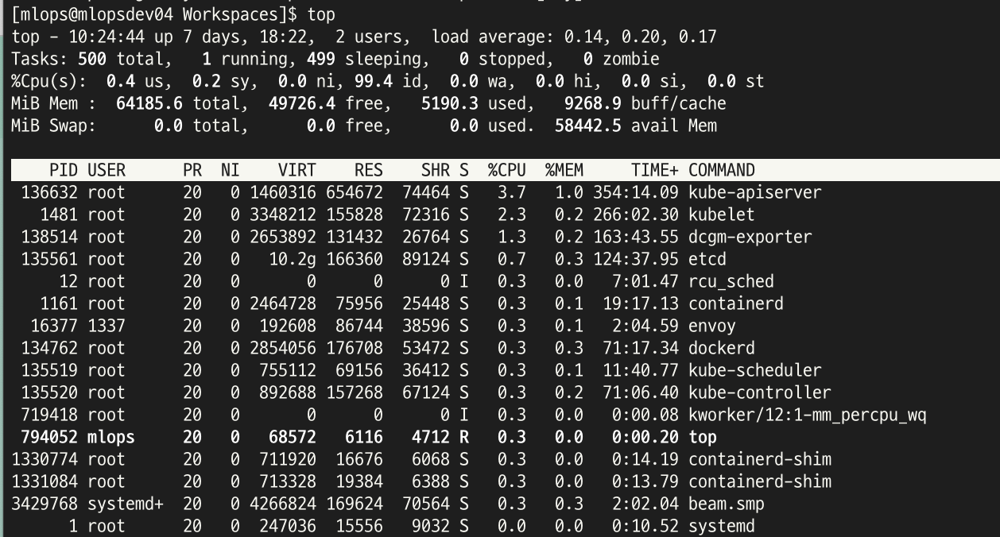 [mlops@mlopsdev04 Workspaces]$ top
top - 10:24:44 up 7 days, 18:22,  2 users,  load average: 0.14, 0.20, 0.17
Tasks: 500 total,   1 running, 499 sleeping,   0 stopped,   0 zombie
%Cpu(s):  0.4 us,  0.2 sy,  0.0 ni, 99.4 id,  0.0 wa,  0.0 hi,  0.0 si,  0.0 st
MiB Mem :  64185.6 total,  49726.4 free,   5190.3 used,   9268.9 buff/cache
MiB Swap:      0.0 total,      0.0 free,      0.0 used.  58442.5 avail Mem
    PID USER      PR  NI    VIRT    RES    SHR S  %CPU  %MEM     TIME+ COMMAND
 136632 root      20   0 1460316 654672  74464 S   3.7   1.0 354:14.09 kube-apiserver
   1481 root      20   0 3348212 155828  72316 S   2.3   0.2 266:02.30 kubelet
 138514 root      20   0 2653892 131432  26764 S   1.3   0.2 163:43.55 dcgm-exporter
 135561 root      20   0   10.2g 166360  89124 S   0.7   0.3 124:37.95 etcd
     12 root      20   0       0      0      0 I   0.3   0.0   7:01.47 rcu_sched
   1161 root      20   0 2464728  75956  25448 S   0.3   0.1  19:17.13 containerd
  16377 1337      20   0  192608  86744  38596 S   0.3   0.1   2:04.59 envoy
 134762 root      20   0 2854056 176708  53472 S   0.3   0.3  71:17.34 dockerd
 135519 root      20   0  755112  69156  36412 S   0.3   0.1  11:40.77 kube-scheduler
 135520 root      20   0  892688 157268  67124 S   0.3   0.2  71:06.40 kube-controller
 719418 root      20   0       0      0      0 I   0.3   0.0   0:00.08 kworker/12:1-mm_percpu_wq
 794052 mlops     20   0   68572   6116   4712 R   0.3   0.0   0:00.20 top
1330774 root      20   0  711920  16676   6068 S   0.3   0.0   0:14.19 containerd-shim
1331084 root      20   0  713328  19384   6388 S   0.3   0.0   0:13.79 containerd-shim
3429768 systemd+  20   0 4266824 169624  70564 S   0.3   0.3   2:02.04 beam.smp
      1 root      20   0  247036  15556   9032 S   0.0   0.0   0:10.52 systemd